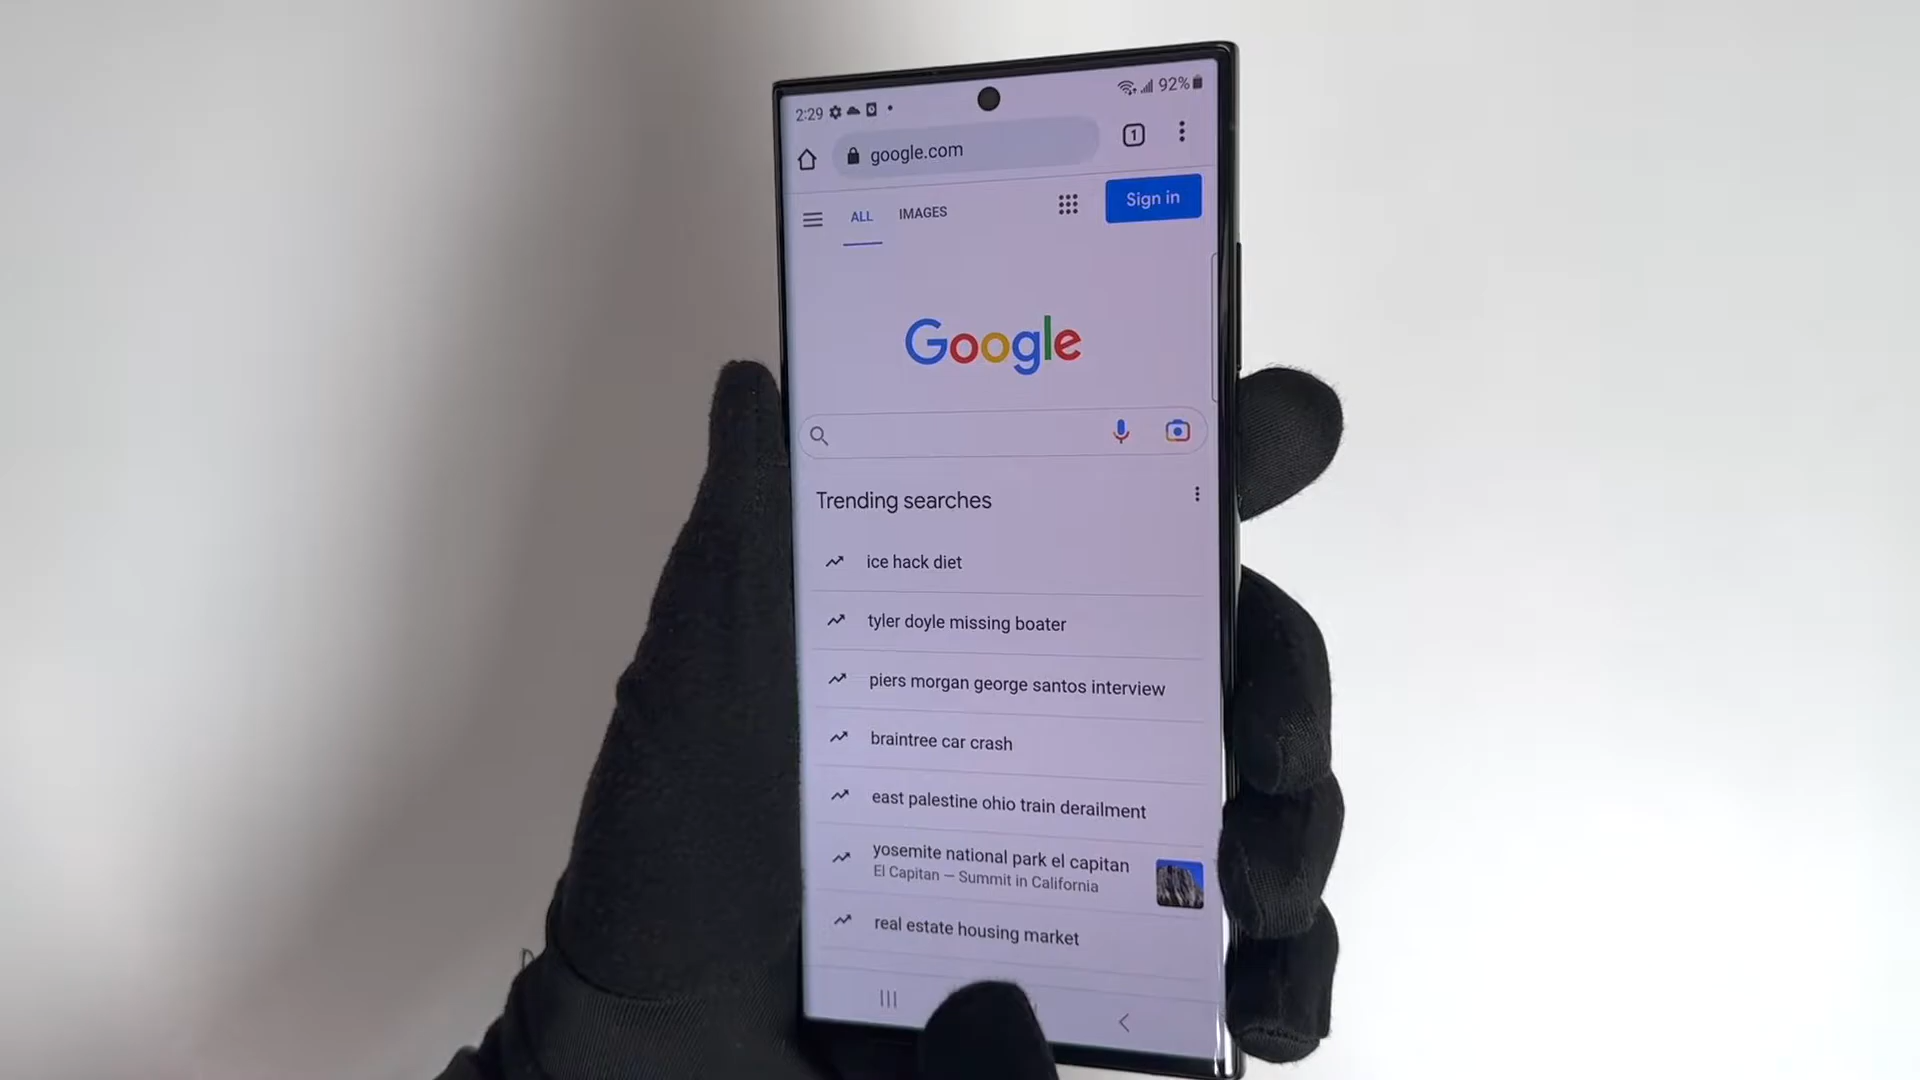 2:29 92%
google.com 1
ALL IMAGES Sign in
Google
Trending searches
ice hack diet
tyler doyle missing boater
piers morgan george santos interview
braintree car crash
east palestine ohio train derailment
yosemite national park el capitan
El Capitan — Summit in California
real estate housing market